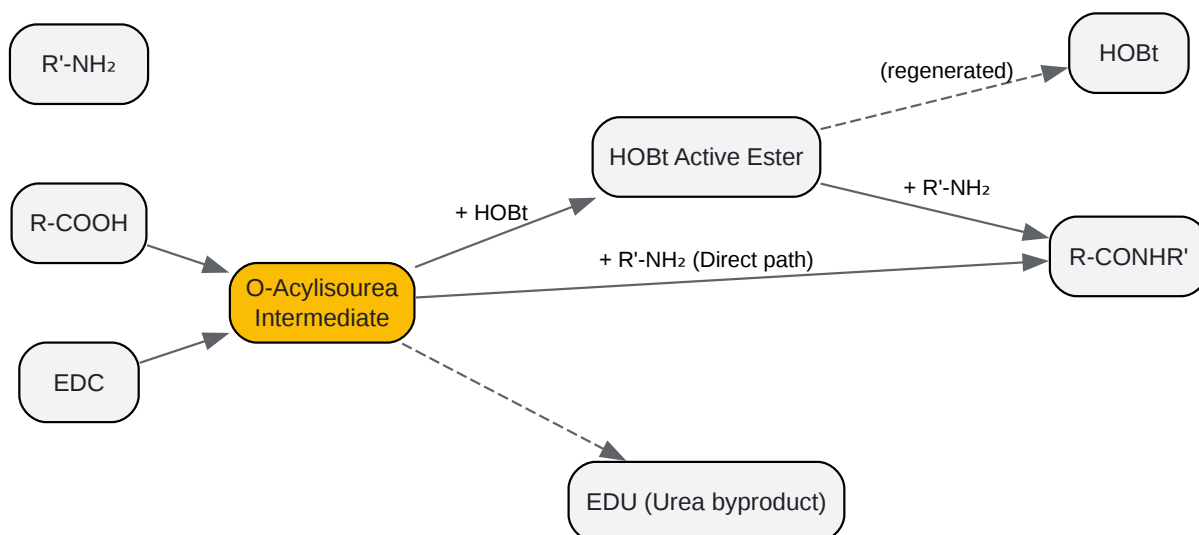 R'-NH₂
R-COOH
EDC
O-Acylisourea
Intermediate
+ HOBt
HOBt Active Ester
(regenerated)
HOBt
+ R'-NH₂
+ R'-NH₂ (Direct path)
R-CONHR'
EDU (Urea byproduct)